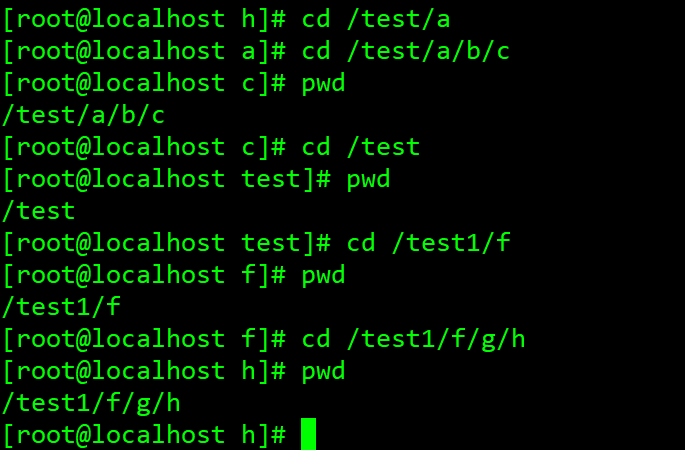 [root@localhost h]# cd /test/a
[root@localhost a]# cd /test/a/b/c
[root@localhost c]# pwd
/test/a/b/c
[root@localhost c]# cd /test
[root@localhost test]# pwd
/test
[root@localhost test]# cd /test1/f
[root@localhost f]# pwd
/test1/f
[root@localhost f]# cd /test1/f/g/h
[root@localhost h]# pwd
/test1/f/g/h
[root@localhost h]#